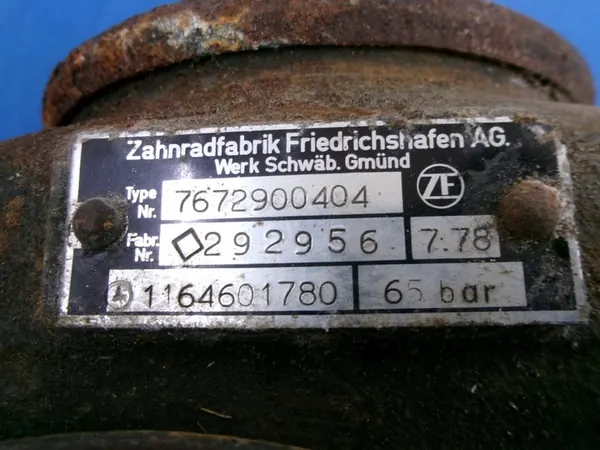 Zahnradfabrik Friedrichshafen AG.
Werk Schwäb. Gmünd
Type Nr. 7672900404 ZF
Fabr. Nr. 292956 7.78
1164601780 65 bar